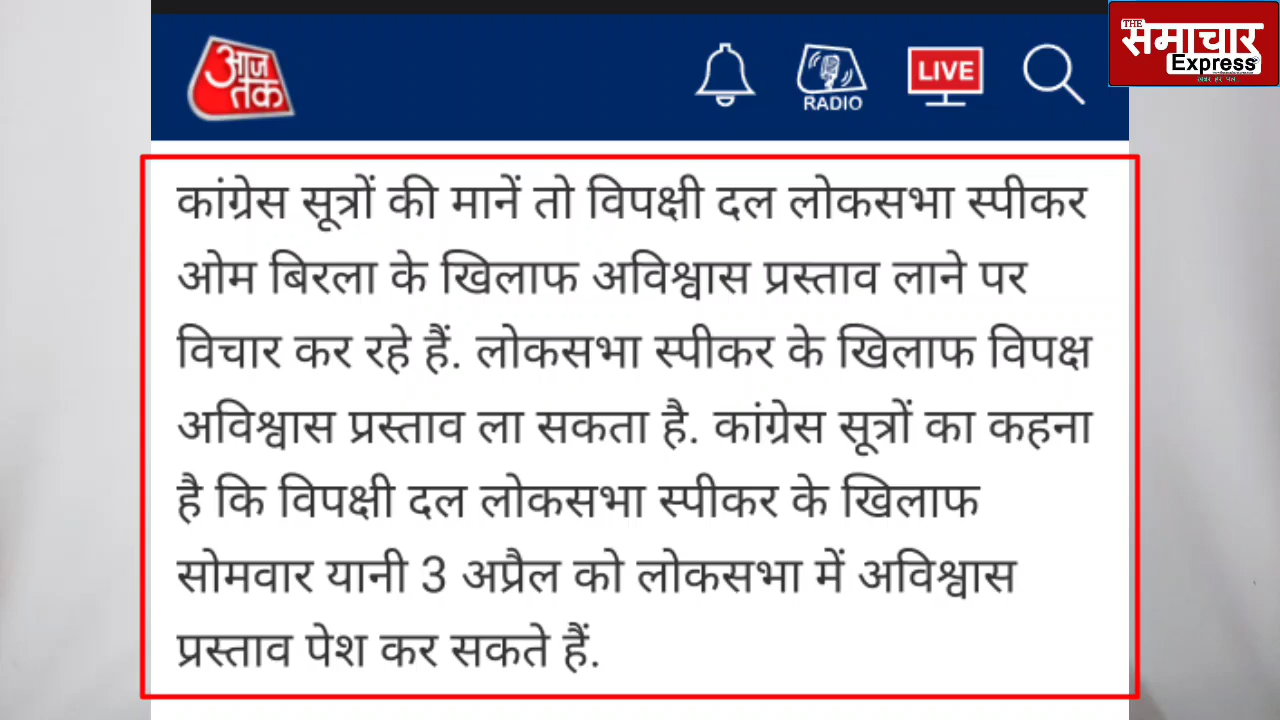 आज तक
RADIO
LIVE
THE
समाचार
Express
कांग्रेस सूत्रों की मानें तो विपक्षी दल लोकसभा स्पीकर
ओम बिरला के खिलाफ अविश्वास प्रस्ताव लाने पर
विचार कर रहे हैं. लोकसभा स्पीकर के खिलाफ विपक्ष
अविश्वास प्रस्ताव ला सकता है. कांग्रेस सूत्रों का कहना
है कि विपक्षी दल लोकसभा स्पीकर के खिलाफ
सोमवार यानी 3 अप्रैल को लोकसभा में अविश्वास
प्रस्ताव पेश कर सकते हैं.